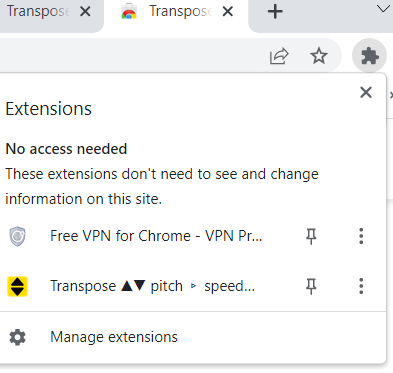 Transpose
Transpose
Extensions
No access needed
These extensions don't need to see and change
information on this site.
Free VPN for Chrome - VPN Pr...
Transpose ▲▼ pitch ▹ speed...
Manage extensions